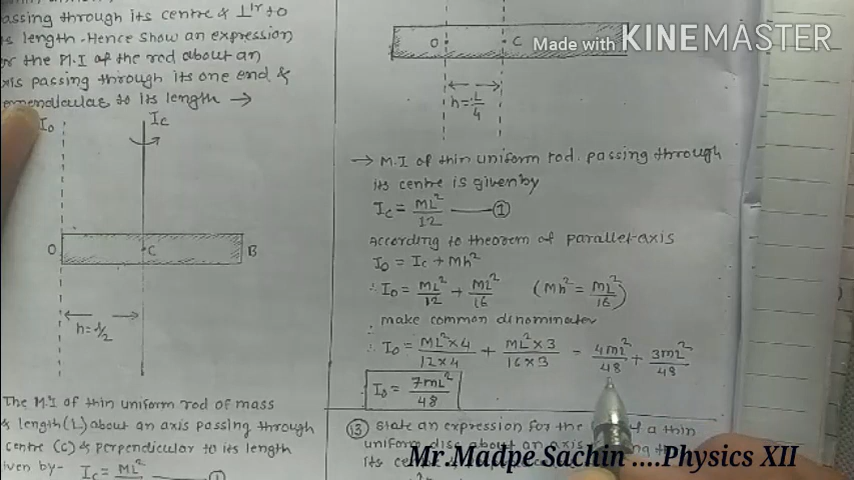 assing through its centre & ⊥lr to
s length. Hence show an expression
the M.I of the rod about an
xis passing through its one end &
to its length →
I₀
Ic
O
C
B
h = L/2
The M.I of thin uniform rod of mass
& length (L) about an axis passing through
centre (C) & perpendicular to its length
iven by- Ic = ML² ——— ①
O
C
Made with KINEMASTER
h = L/4
→ M.I of thin uniform rod. passing through
its centre is given by
Ic = ML²/12 ——— ①
According to theorem of parallel-axis
I₀ = Ic + Mh²
∴ I₀ = ML²/12 + ML²/16 (Mh² = ML²/16)
make common dinominater
∴ I₀ = ML²×4/12×4 + ML²×3/16×3 = 4ML²/48 + 3ML²/48
I₀ = 7ML²/48
⑬ State an expression for the a thin
uniform disc about an axis
its
Mr.Madpe Sachin ....Physics XII